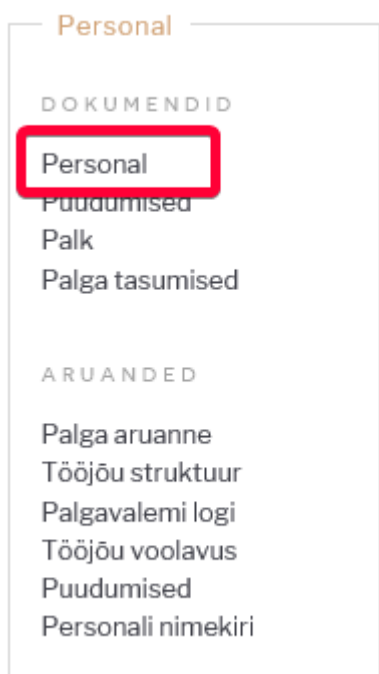 Personal
DOKUMENDID
Personal
Puudumised
Palk
Palga tasumised
ARUANDED
Palga aruanne
Tööjõu struktuur
Palgavalemi logi
Tööjõu voolavus
Puudumised
Personali nimekiri